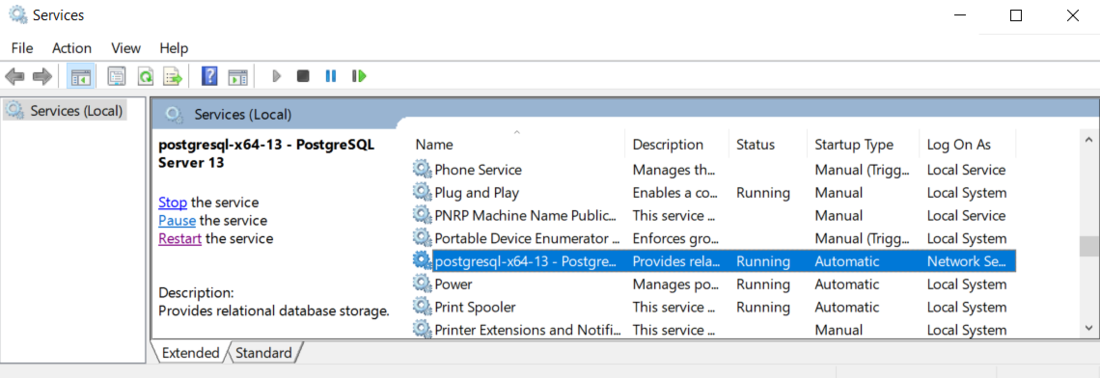 Services
File Action View Help
Services (Local)
Services (Local)
postgresql-x64-13 - PostgreSQL
Server 13
Stop the service
Pause the service
Restart the service
Description:
Provides relational database storage.
Name Description Status Startup Type Log On As
Phone Service Manages th... Manual (Trigg... Local Service
Plug and Play Enables a co... Running Manual Local System
PNRP Machine Name Public... This service ... Manual Local Service
Portable Device Enumerator ... Enforces gro... Manual (Trigg... Local System
postgresql-x64-13 - Postgre... Provides rela... Running Automatic Network Se...
Power Manages po... Running Automatic Local System
Print Spooler This service ... Running Automatic Local System
Printer Extensions and Notifi... This service ... Manual Local System
Extended Standard